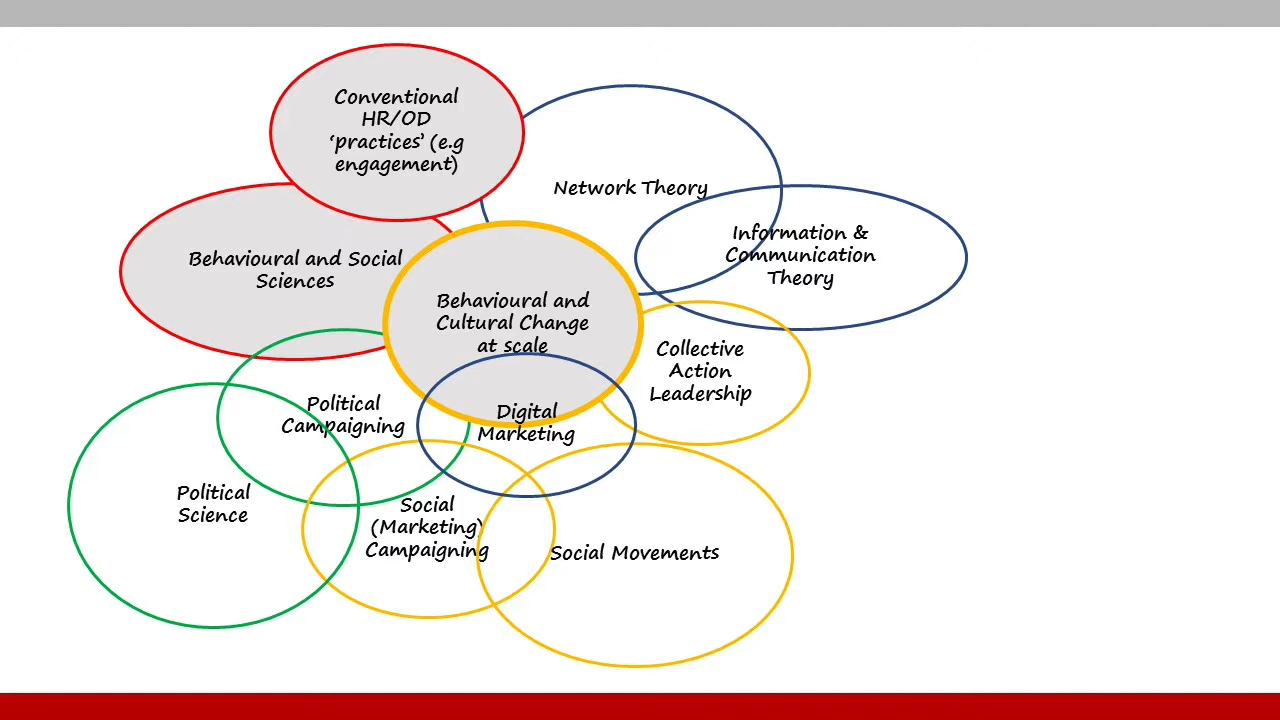 Conventional
HR/OD
‘practices’ (e.g
engagement)
Network Theory
Information &
Communication
Theory
Behavioural and Social
Sciences
Behavioural and
Cultural Change
at scale
Collective
Action
Leadership
Political
Campaigning
Digital
Marketing
Political
Science
Social
(Marketing)
Campaigning
Social Movements